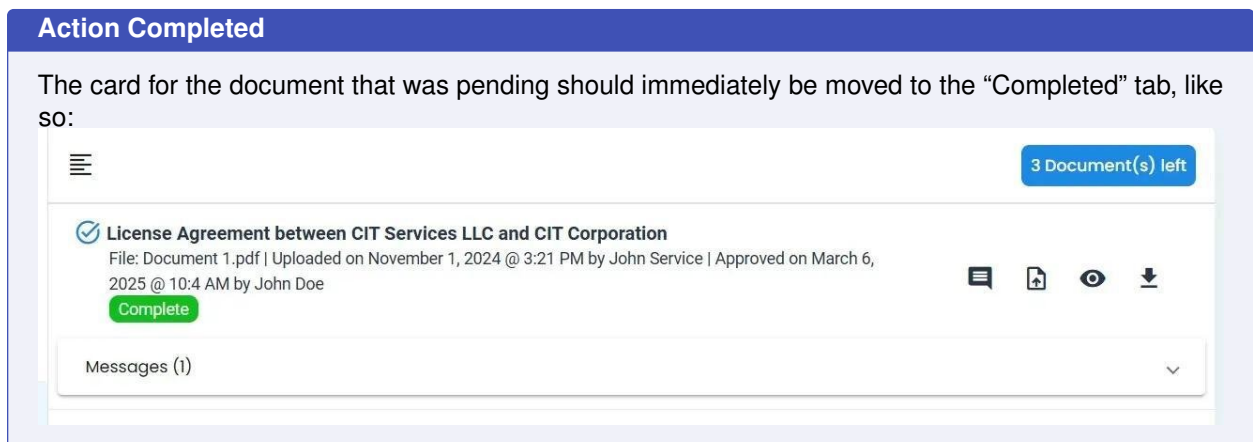 Action Completed
The card for the document that was pending should immediately be moved to the “Completed” tab, like
so:
3 Document(s) left
License Agreement between CIT Services LLC and CIT Corporation
File: Document 1.pdf | Uploaded on November 1, 2024 @ 3:21 PM by John Service | Approved on March 6,
2025 @ 10:4 AM by John Doe
Complete
Messages (1)